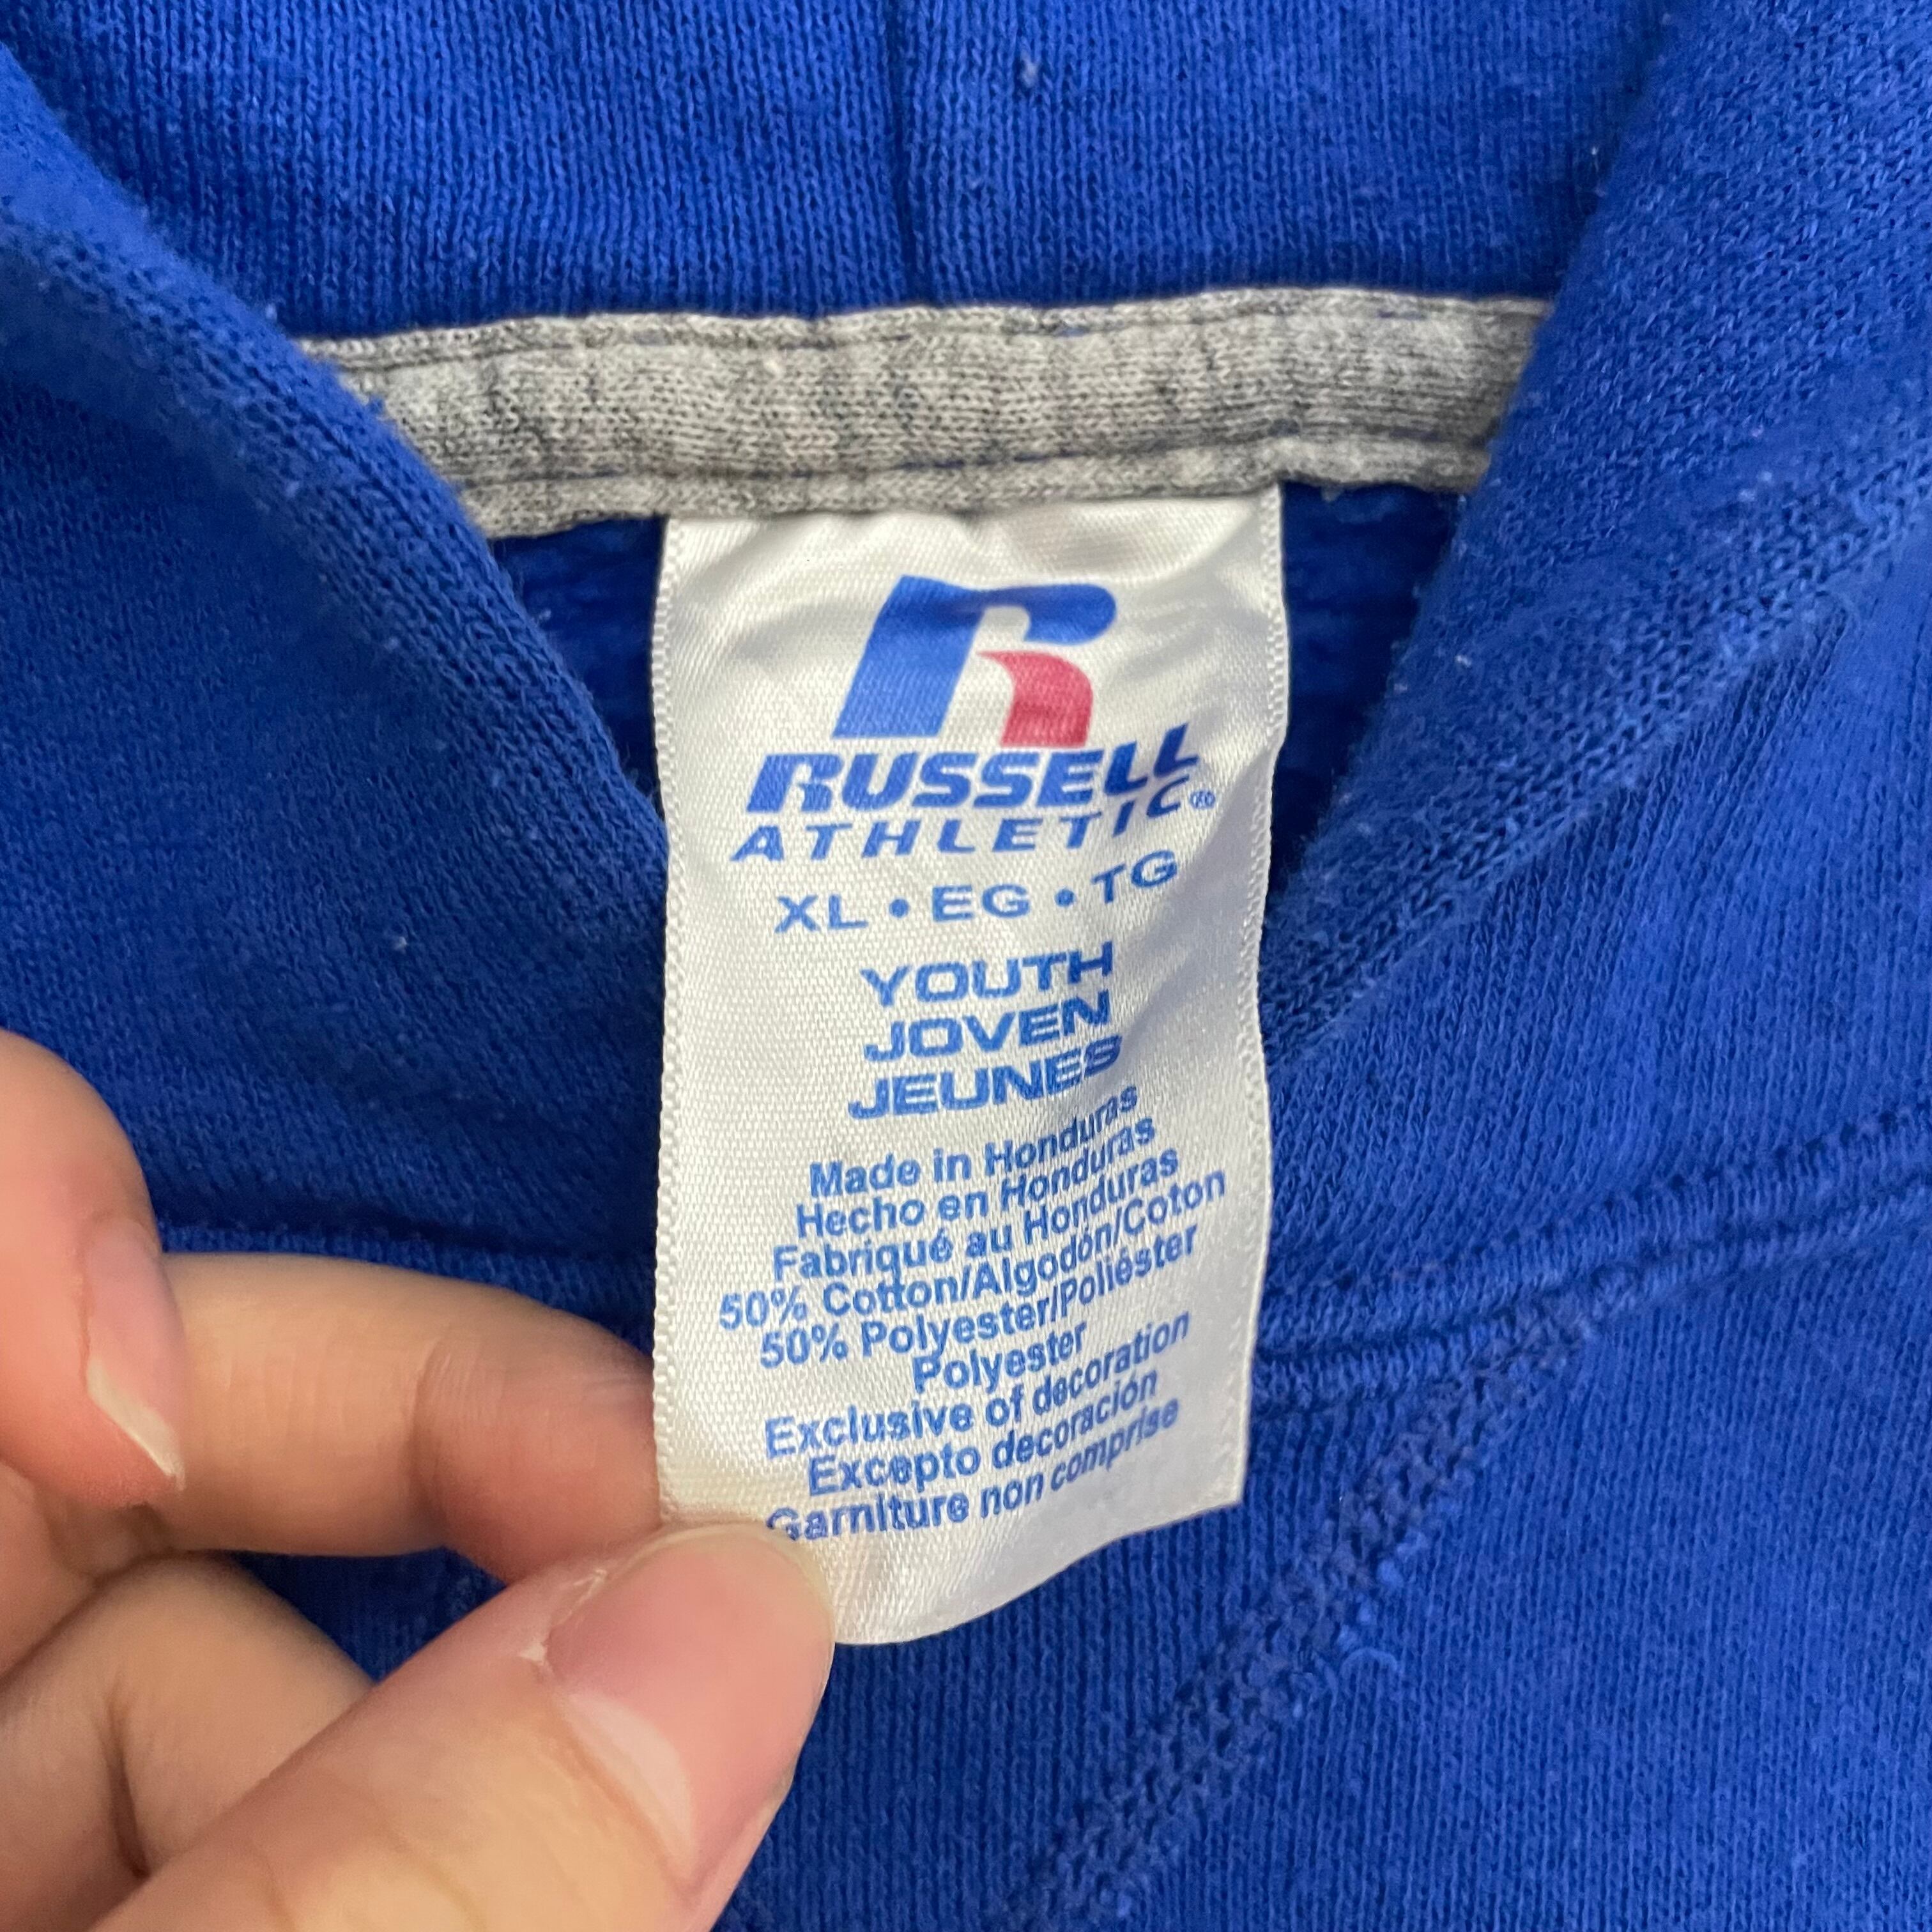 R
RUSSELL
ATHLETIC®
XL • EG • TG
YOUTH
JOVEN
JEUNES
Made in Honduras
Hecho en Honduras
Fabriqué au Honduras
50% Cotton/Algodón/Coton
50% Polyester/Poliéster
Polyester
Exclusive of decoration
Excepto decoración
Garniture non comprise